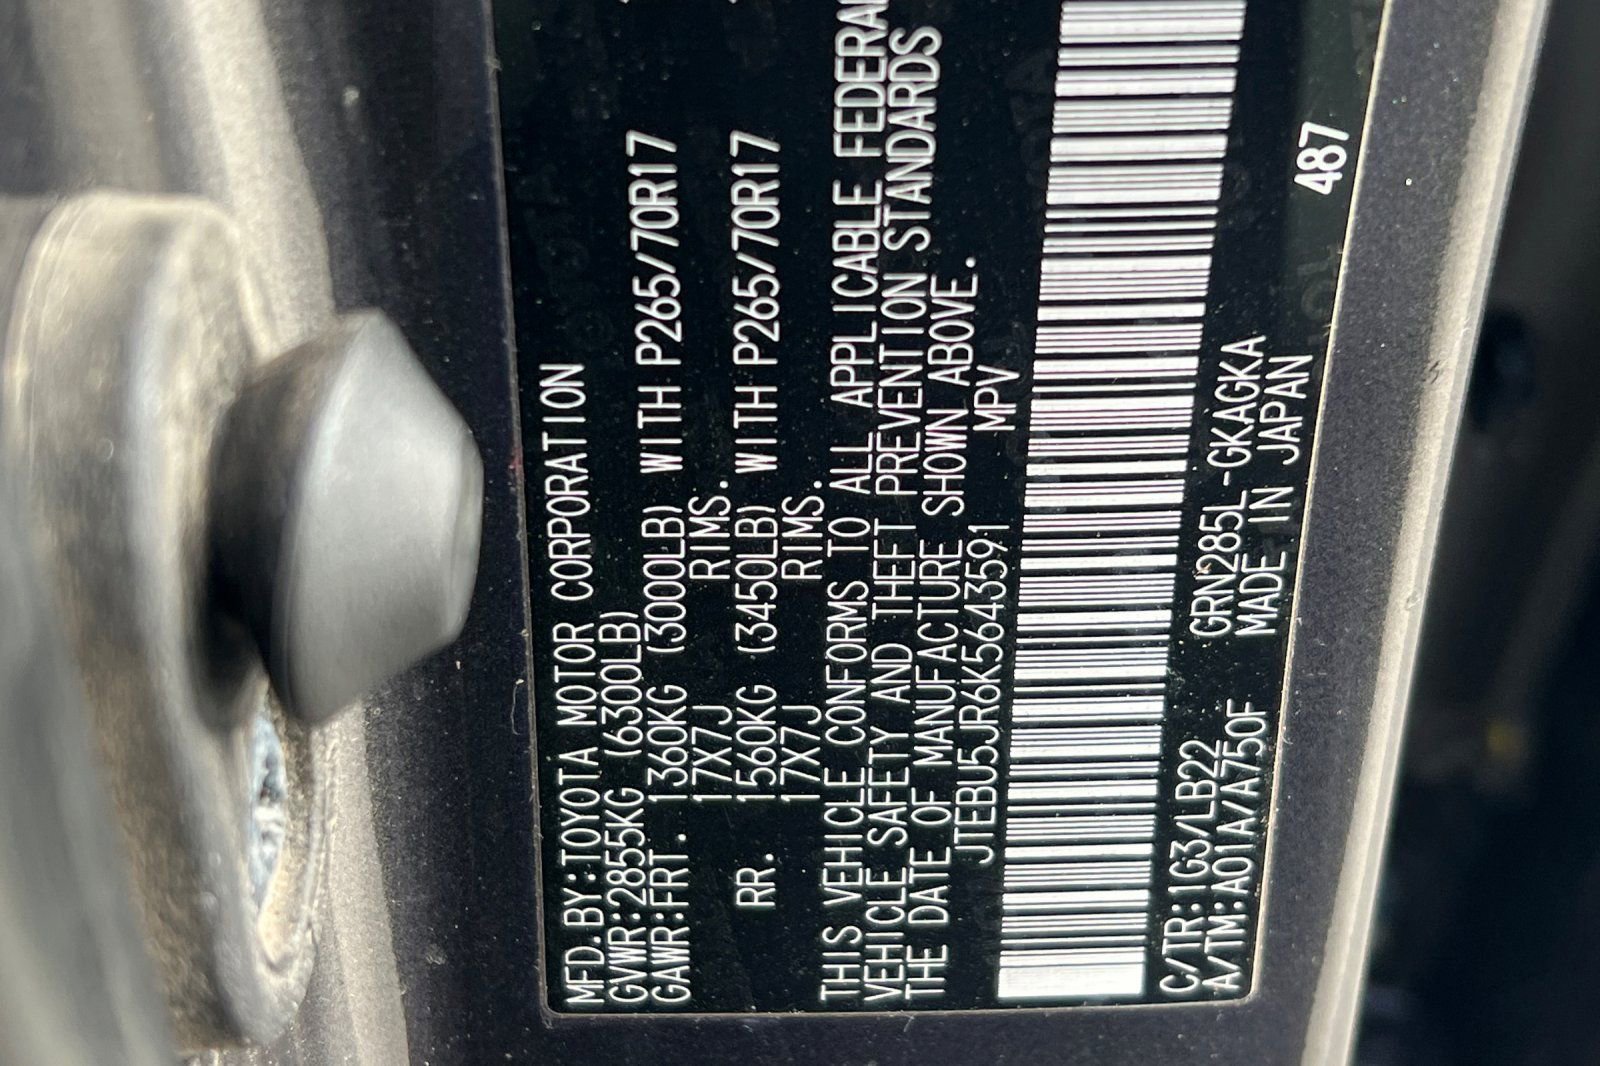 MFD.BY:TOYOTA MOTOR CORPORATION
GVWR:2855KG (6300LB)
GAWR:FRT. 1360KG (3000LB) WITH P265/70R17
17X7J RIMS.
RR. 1560KG (3450LB) WITH P265/70R17
17X7J RIMS.
THIS VEHICLE CONFORMS TO ALL APPLICABLE FEDERAL
VEHICLE SAFETY AND THEFT PREVENTION STANDARDS
THE DATE OF MANUFACTURE SHOWN ABOVE.
JTEBU5JR6K5643591 MPV
C/TR:1G3/LB22 GRN285L-GKAGKA
A/TM:A01A/A750F MADE IN JAPAN
487